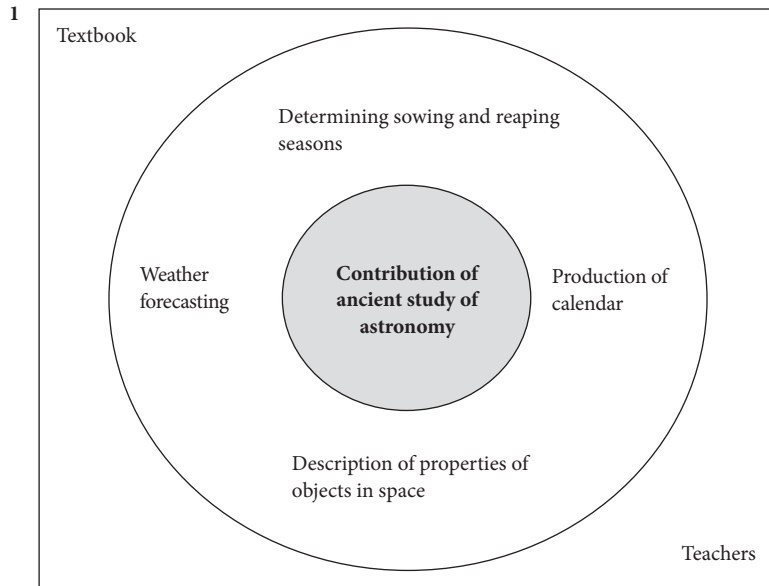 1
Textbook
Determining sowing and reaping
seasons
Weather
forecasting
Contribution of
ancient study of
astronomy
Production of
calendar
Description of properties of
objects in space
Teachers